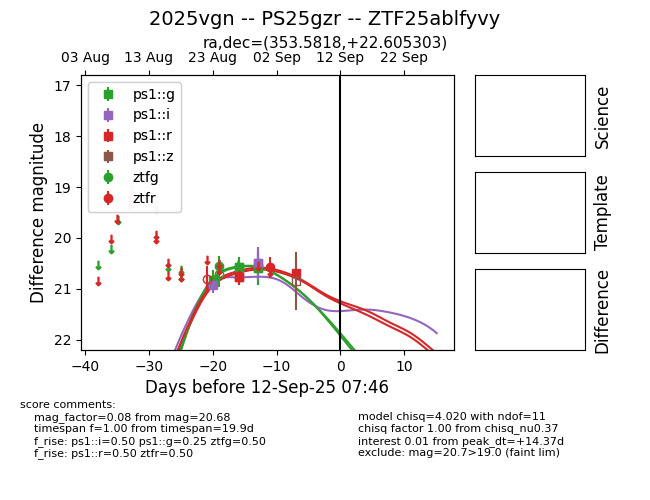 2025vgn -- PS25gzr -- ZTF25ablfyvy
ra,dec=(353.5818,+22.605303)
03 Aug 13 Aug 23 Aug 02 Sep 12 Sep 22 Sep
17
18
19
20
21
22
Difference magnitude
ps1::g
ps1::i
ps1::r
ps1::z
ztfg
ztfr
−40 −30 −20 −10 0 10
Days before 12-Sep-25 07:46
Science
Template
Difference
score comments:
mag_factor=0.08 from mag=20.68
timespan f=1.00 from timespan=19.9d
f_rise: ps1::i=0.50 ps1::g=0.25 ztfg=0.50
f_rise: ps1::r=0.50 ztfr=0.50
model chisq=4.020 with ndof=11
chisq factor 1.00 from chisq_nu0.37
interest 0.01 from peak_dt=+14.37d
exclude: mag=20.7>19.0 (faint lim)